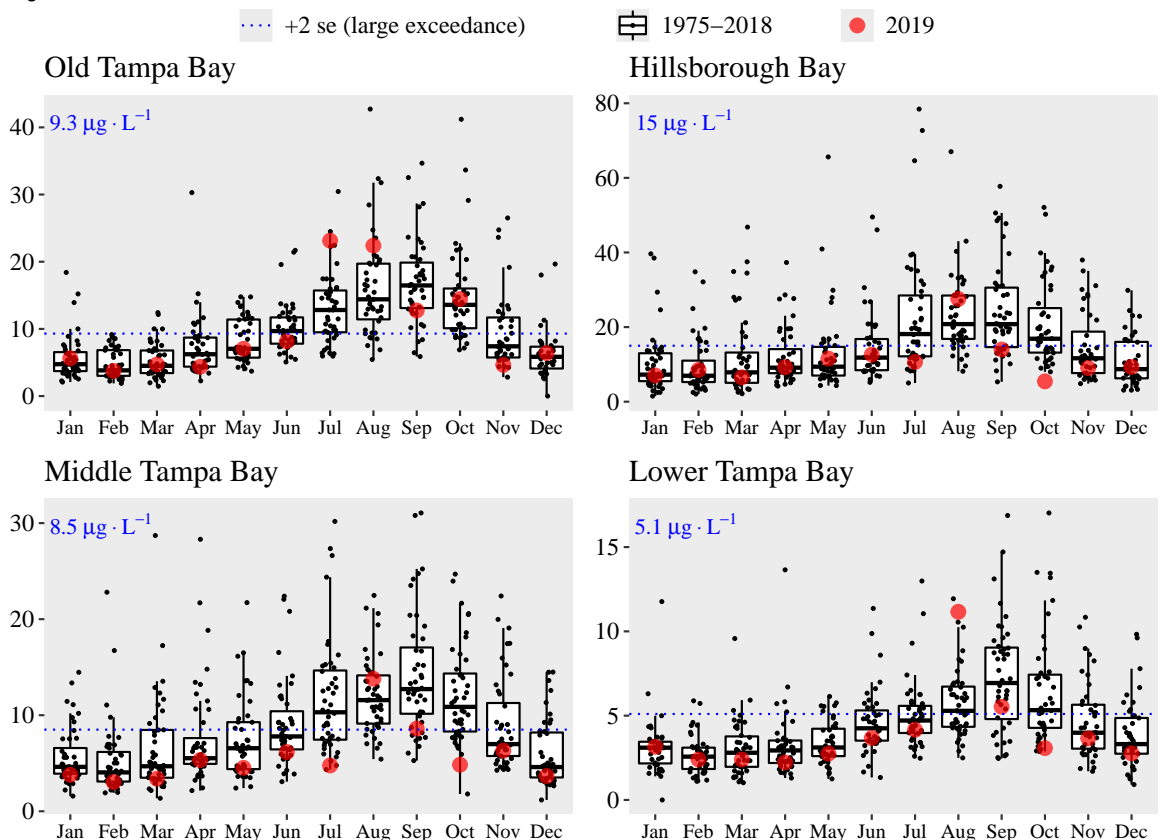 +2 se (large exceedance) 1975–2018 2019
Old Tampa Bay
9.3 μg · L⁻¹
40
30
20
10
0
Jan Feb Mar Apr May Jun Jul Aug Sep Oct Nov Dec
Hillsborough Bay
15 μg · L⁻¹
80
60
40
20
0
Jan Feb Mar Apr May Jun Jul Aug Sep Oct Nov Dec
Middle Tampa Bay
8.5 μg · L⁻¹
30
20
10
0
Jan Feb Mar Apr May Jun Jul Aug Sep Oct Nov Dec
Lower Tampa Bay
5.1 μg · L⁻¹
15
10
5
0
Jan Feb Mar Apr May Jun Jul Aug Sep Oct Nov Dec